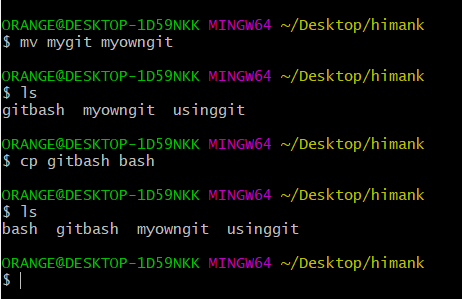 ORANGE@DESKTOP-1D59NKK MINGW64 ~/Desktop/himank
$ mv mygit myowngit
ORANGE@DESKTOP-1D59NKK MINGW64 ~/Desktop/himank
$ ls
gitbash  myowngit  usinggit
ORANGE@DESKTOP-1D59NKK MINGW64 ~/Desktop/himank
$ cp gitbash bash
ORANGE@DESKTOP-1D59NKK MINGW64 ~/Desktop/himank
$ ls
bash  gitbash  myowngit  usinggit
ORANGE@DESKTOP-1D59NKK MINGW64 ~/Desktop/himank
$